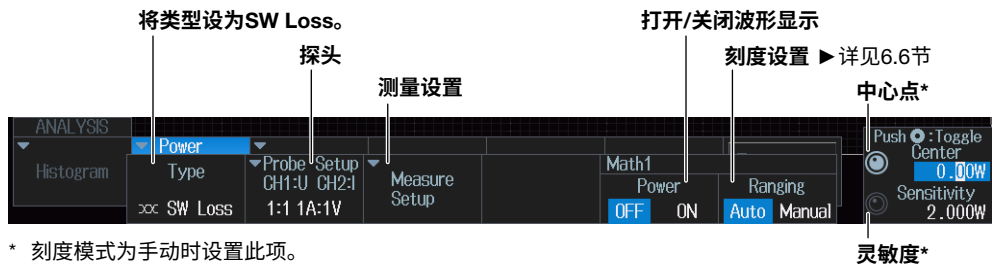 将类型设为SW Loss。
打开/关闭波形显示
探头
刻度设置 ▶详见6.6节
测量设置
中心点*
ANALYSIS
Histogram
Power
Type
SW Loss
Probe Setup
CH1:U CH2:I
1:1 1A:1V
Measure
Setup
Math1
Power
OFF ON
Ranging
Auto Manual
Push :Toggle
Center
0.00W
Sensitivity
2.000W
* 刻度模式为手动时设置此项。
灵敏度*